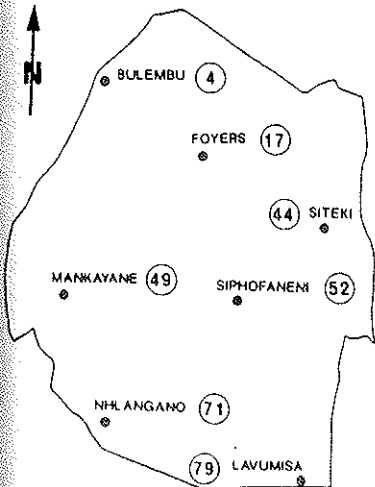 N
BULEMBU 4
FOYERS 17
44 SITEKI
MANKAYANE 49
SIPHOFANENI 52
NHLANGANO 71
79 LAVUMISA